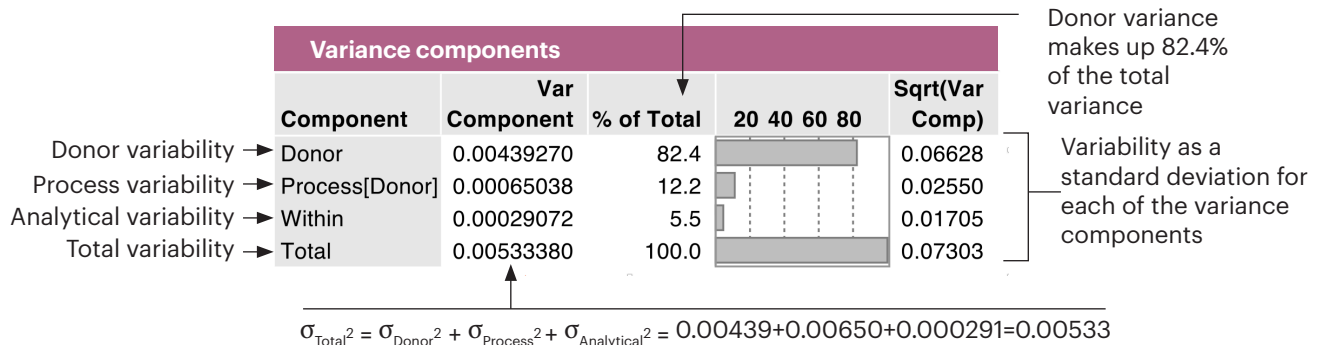 Donor variance
makes up 82.4%
of the total
variance
Variance components
Component Var Component % of Total 20 40 60 80 Sqrt(Var Comp)
Donor variability Donor 0.00439270 82.4 0.06628
Process variability Process[Donor] 0.00065038 12.2 0.02550
Analytical variability Within 0.00029072 5.5 0.01705
Total variability Total 0.00533380 100.0 0.07303
Variability as a
standard deviation for
each of the variance
components
σTotal² = σDonor² + σProcess² + σAnalytical² = 0.00439+0.00650+0.000291=0.00533